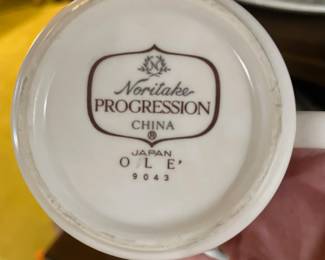 N
Noritake
PROGRESSION
CHINA
®
JAPAN
OLE'
9043